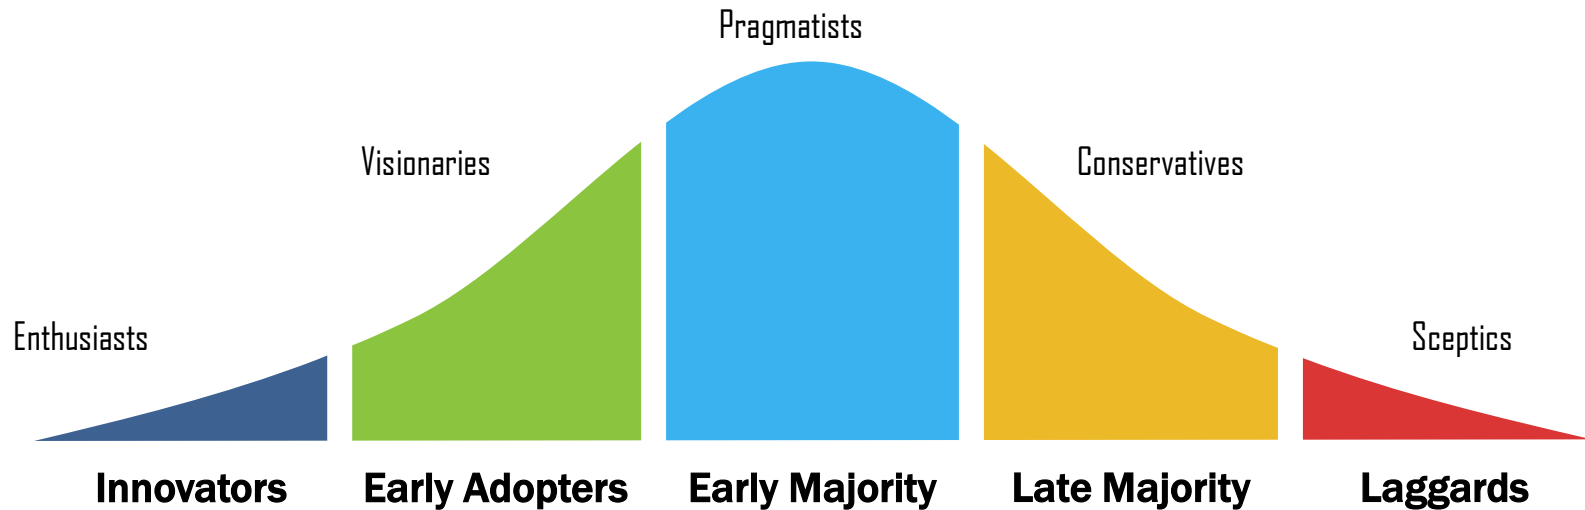 Pragmatists
Visionaries
Conservatives
Enthusiasts
Sceptics
Innovators
Early Adopters
Early Majority
Late Majority
Laggards